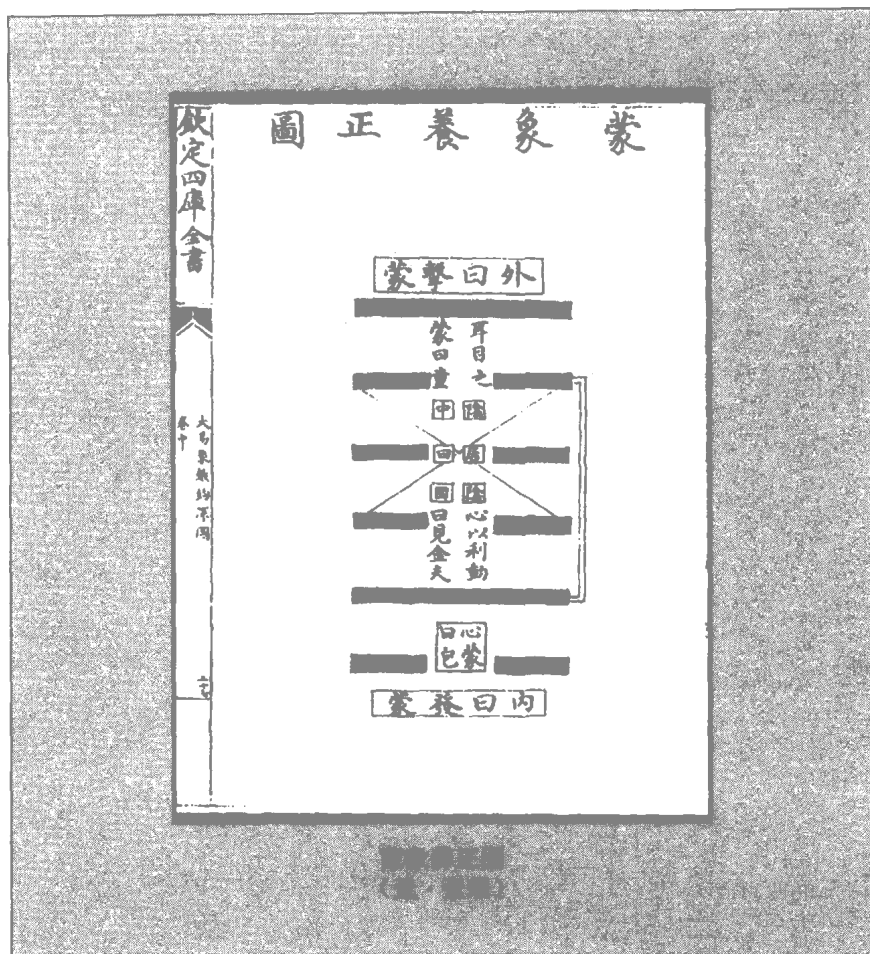 蒙象養正圖
外曰擊蒙
耳目之
蒙曰童
心以利動
曰見金夫
心蒙
曰包
内曰發蒙
欽定四庫全書
大易象數鈎深圖
卷中